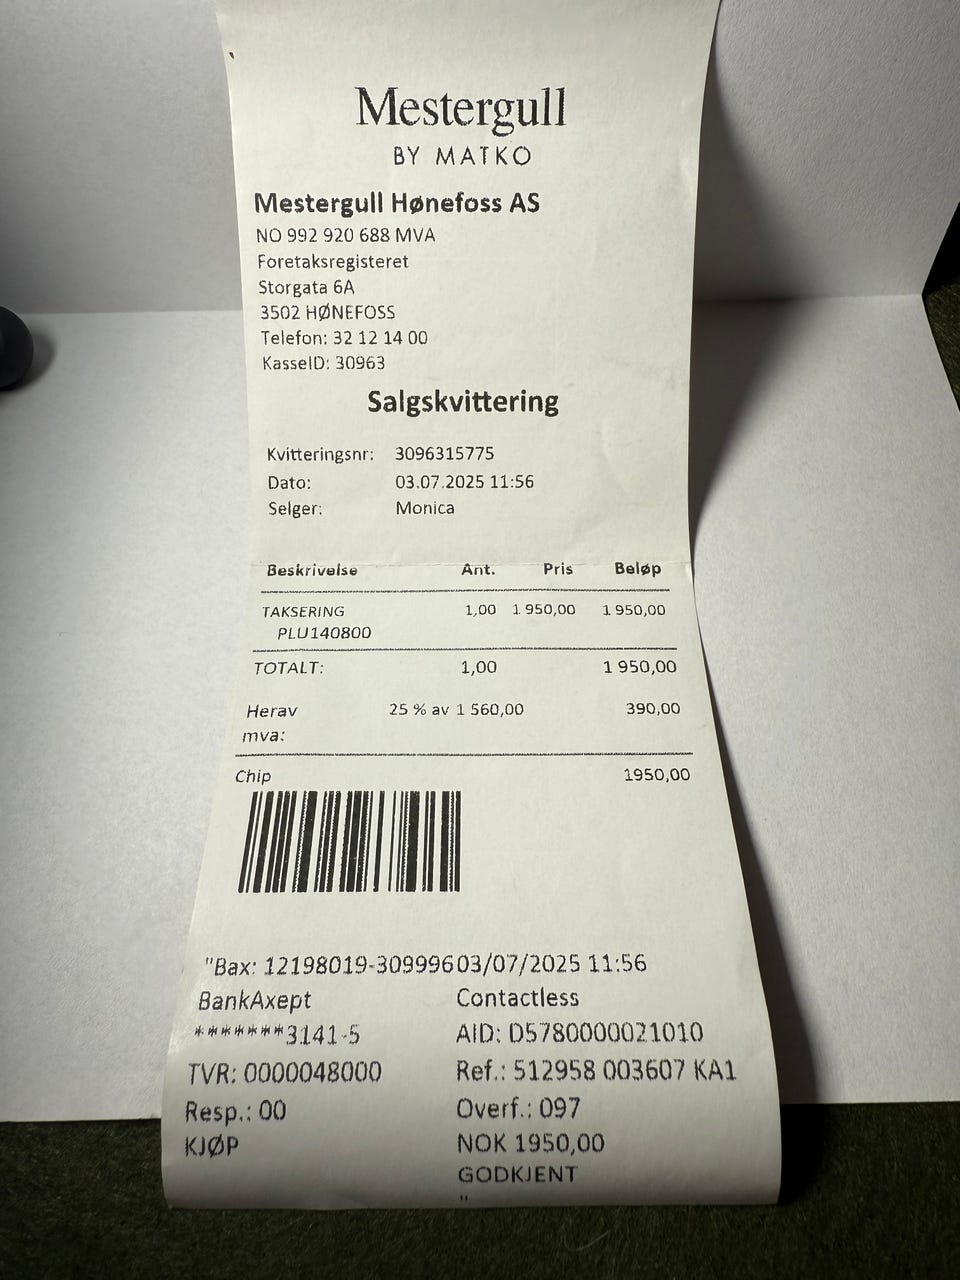 Mestergull
BY MATKO
Mestergull Hønefoss AS
NO 992 920 688 MVA
Foretaksregisteret
Storgata 6A
3502 HØNEFOSS
Telefon: 32 12 14 00
KasseID: 30963
Salgskvittering
Kvitteringsnr: 3096315775
Dato: 03.07.2025 11:56
Selger: Monica
Beskrivelse Ant. Pris Beløp
TAKSERING 1,00 1 950,00 1 950,00
PLU140800
TOTALT: 1,00 1 950,00
Herav 25 % av 1 560,00 390,00
mva:
Chip 1950,00
"Bax: 12198019-30999603/07/2025 11:56
BankAxept Contactless
*******3141-5 AID: D5780000021010
TVR: 0000048000 Ref.: 512958 003607 KA1
Resp.: 00 Overf.: 097
KJØP NOK 1950,00
GODKJENT
"